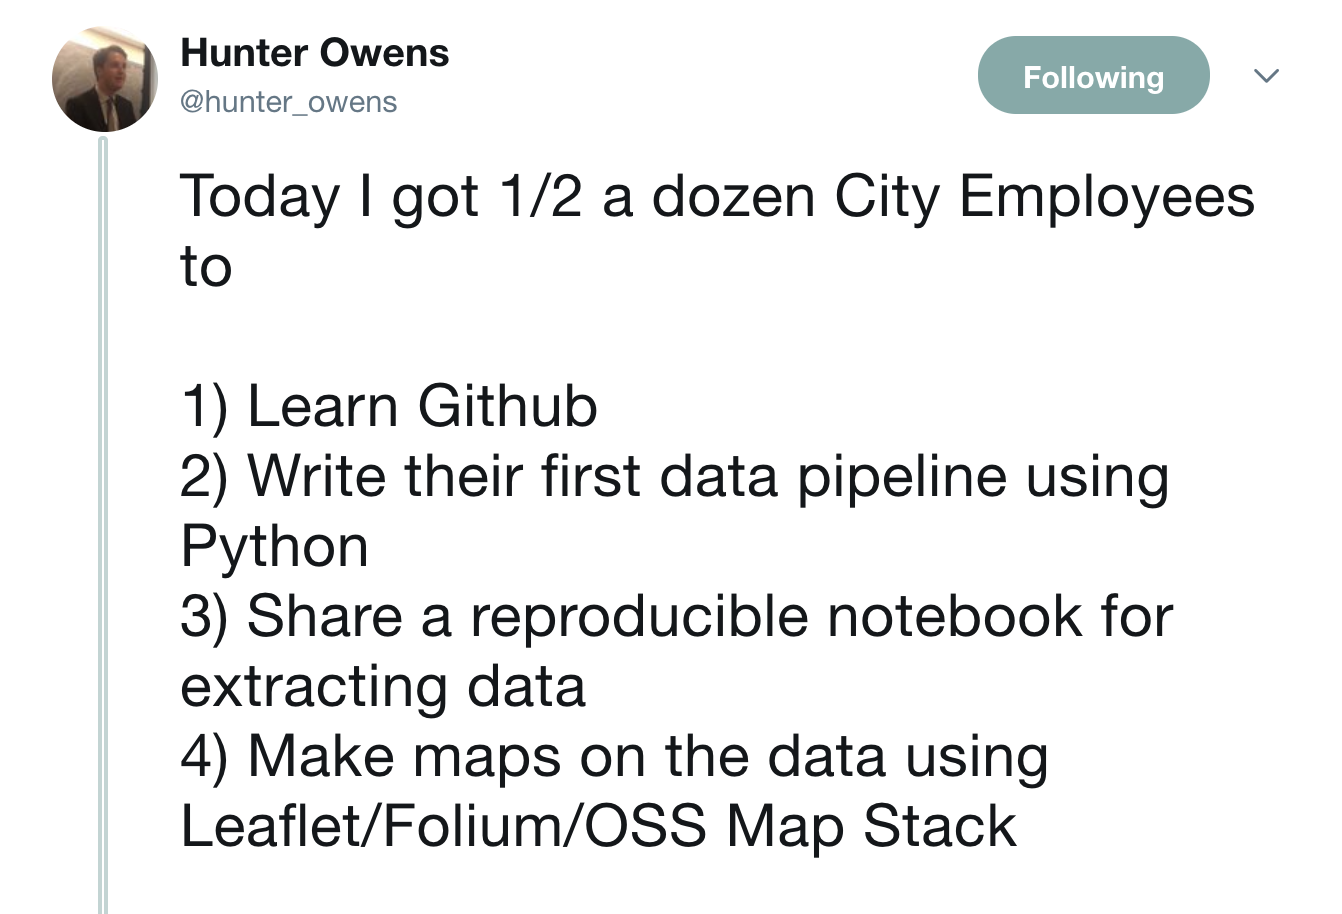 Hunter Owens
@hunter_owens
Following
Today I got 1/2 a dozen City Employees
to
1) Learn Github
2) Write their first data pipeline using
Python
3) Share a reproducible notebook for
extracting data
4) Make maps on the data using
Leaflet/Folium/OSS Map Stack